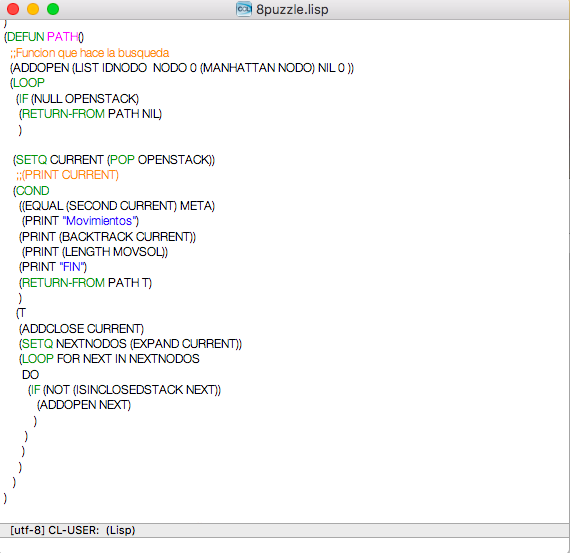 8puzzle.lisp
)
(DEFUN PATH()
;;Funcion que hace la busqueda
(ADDOPEN (LIST IDNODO  NODO 0 (MANHATTAN NODO) NIL 0 ))
(LOOP
(IF (NULL OPENSTACK)
(RETURN-FROM PATH NIL)
)
(SETQ CURRENT (POP OPENSTACK))
;;(PRINT CURRENT)
(COND
((EQUAL (SECOND CURRENT) META)
(PRINT "Movimientos")
(PRINT (BACKTRACK CURRENT))
(PRINT (LENGTH MOVSOL))
(PRINT "FIN")
(RETURN-FROM PATH T)
)
(T
(ADDCLOSE CURRENT)
(SETQ NEXTNODOS (EXPAND CURRENT))
(LOOP FOR NEXT IN NEXTNODOS
DO
(IF (NOT (ISINCLOSEDSTACK NEXT))
(ADDOPEN NEXT)
)
)
)
)
)
)
[utf-8] CL-USER:  (Lisp)